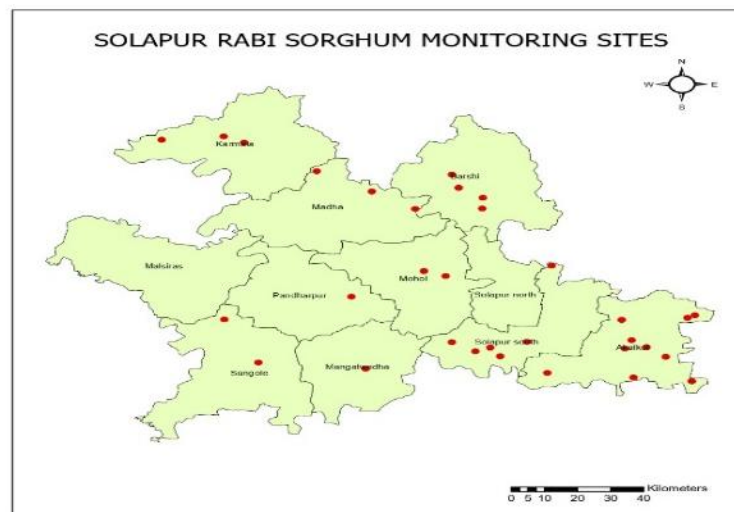 SOLAPUR RABI SORGHUM MONITORING SITES
N
W E
S
Karmala
Barshi
Madha
Malsiras
Mohol
Pandharpur
Solapur north
Solapur south
Akalkot
Sangole
Mangalwedha
Kilometers
0 5 10 20 30 40